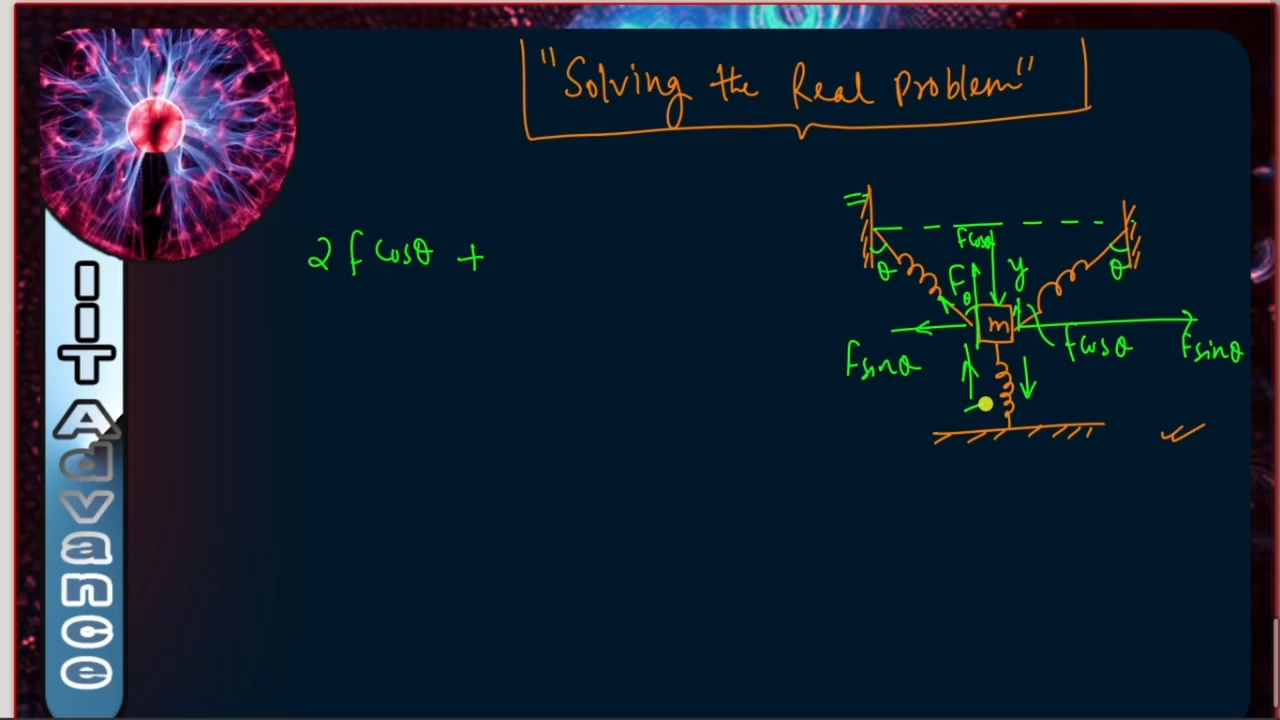 "Solving the Real Problem"
2 f cosθ +
fcosθ
θ
θ
F
y
θ
m
fcosθ
Fsinθ
Fsinθ
IIT Advance